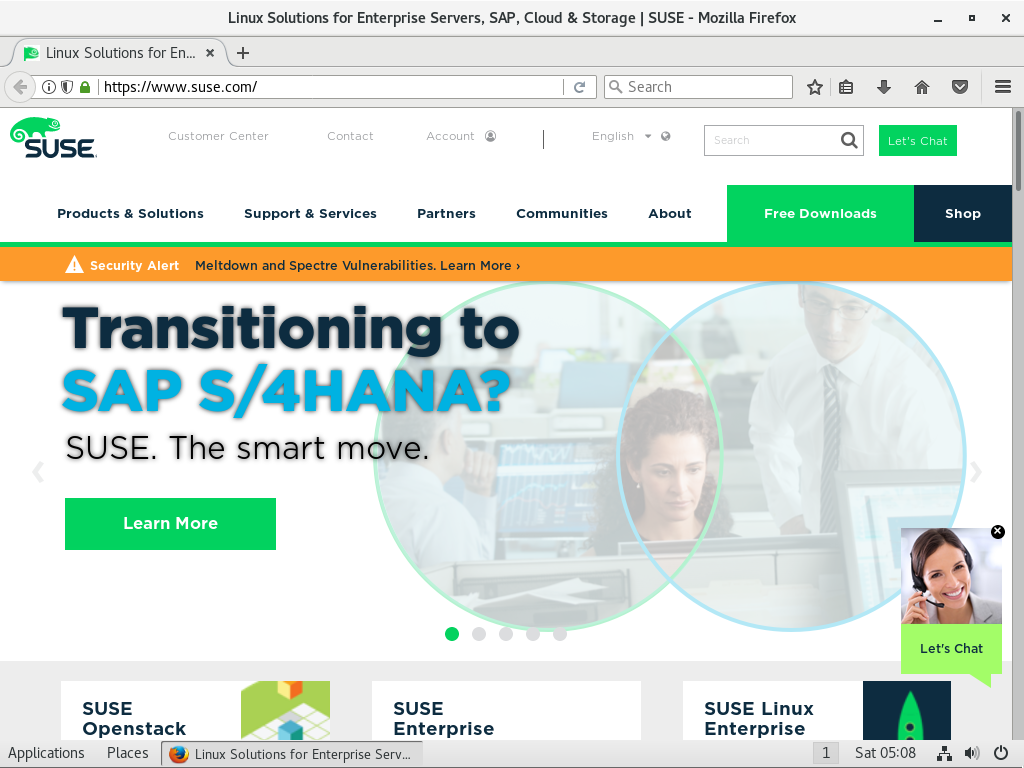 Linux Solutions for Enterprise Servers, SAP, Cloud & Storage | SUSE - Mozilla Firefox
Linux Solutions for En...
https://www.suse.com/
Search
SUSE
Customer Center
Contact
Account
English
Search
Let's Chat
Products & Solutions
Support & Services
Partners
Communities
About
Free Downloads
Shop
Security Alert Meltdown and Spectre Vulnerabilities. Learn More ›
Transitioning to
SAP S/4HANA?
SUSE. The smart move.
Learn More
Let's Chat
SUSE
Openstack
SUSE
Enterprise
SUSE Linux
Enterprise
Applications
Places
Linux Solutions for Enterprise Serv...
1
Sat 05:08